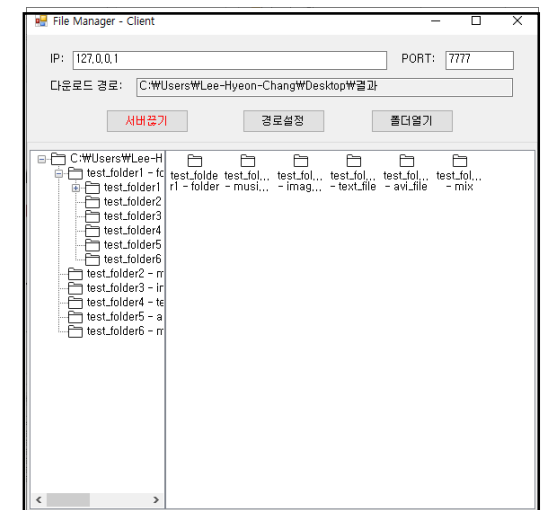 File Manager - Client
IP: 127.0.0.1 PORT: 7777
다운로드 경로: C:₩Users₩Lee-Hyeon-Chang₩Desktop₩결과
서버끊기 경로설정 폴더열기
C:₩Users₩Lee-H
test_folder1 - fo
test_folder1
test_folder2
test_folder3
test_folder4
test_folder5
test_folder6
test_folder2 - m
test_folder3 - im
test_folder4 - te
test_folder5 - a
test_folder6 - m
test_folde test_fol... test_fol... test_fol... test_fol... test_fol...
r1 - folder - musi... - imag... - text_file - avi_file - mix